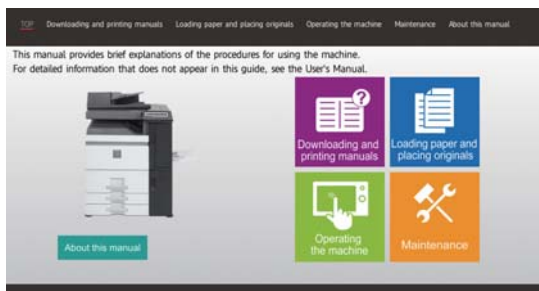 TOP Downloading and printing manuals Loading paper and placing originals Operating the machine Maintenance About this manual
This manual provides brief explanations of the procedures for using the machine.
For detailed information that does not appear in this guide, see the User's Manual.
Downloading and
printing manuals
Loading paper and
placing originals
About this manual
Operating
the machine
Maintenance